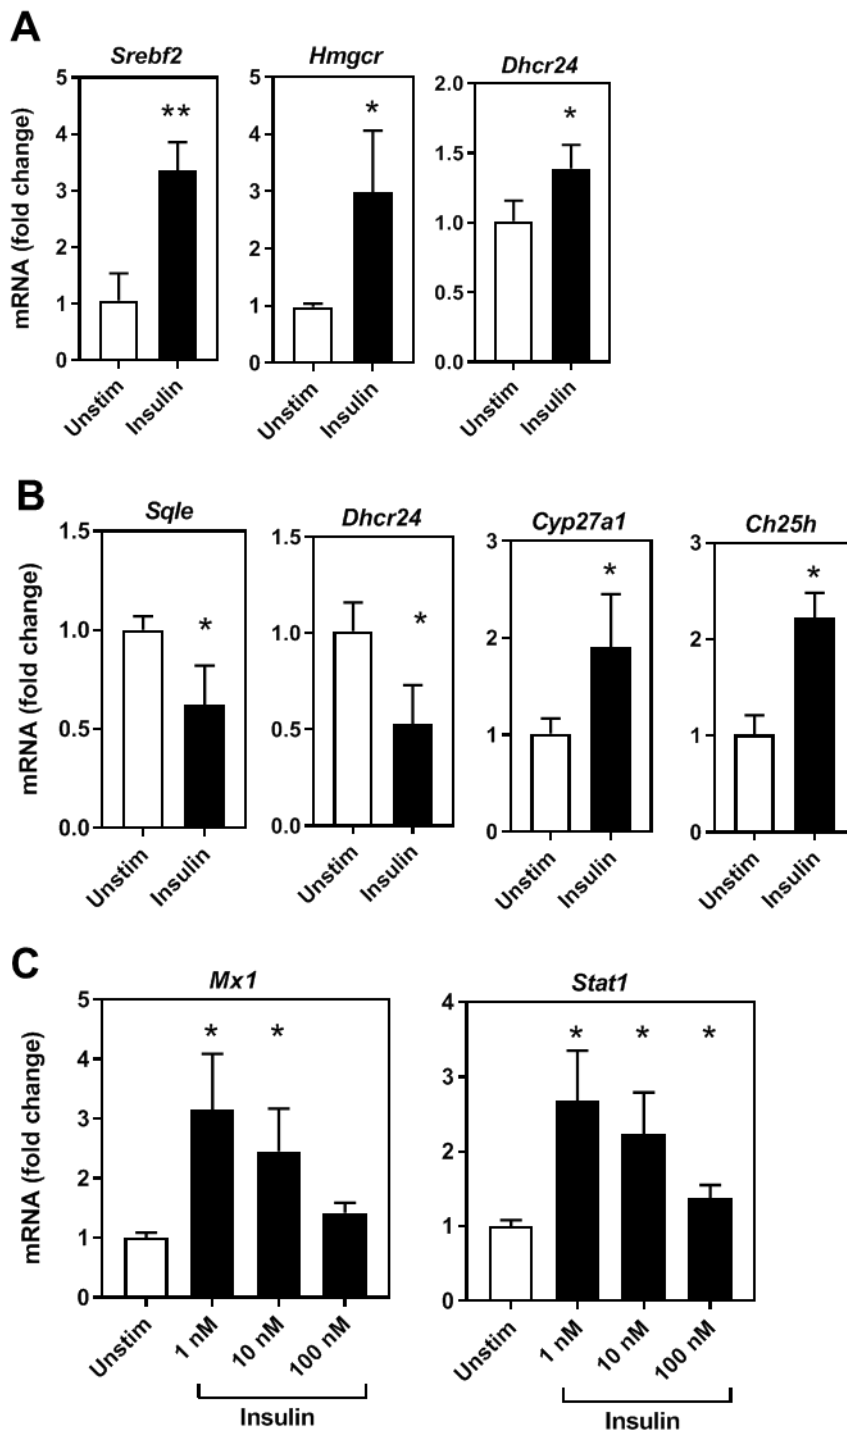 A
Srebf2 Hmgcr Dhcr24
mRNA (fold change)
5 4 3 2 1 0
** 
5 4 3 2 1 0
*
2.0 1.5 1.0 0.5 0.0
*
Unstim Insulin Unstim Insulin Unstim Insulin
B
Sqle Dhcr24 Cyp27a1 Ch25h
mRNA (fold change)
1.5 1.0 0.5 0.0
*
1.5 1.0 0.5 0.0
*
3 2 1 0
*
3 2 1 0
*
Unstim Insulin Unstim Insulin Unstim Insulin Unstim Insulin
C
Mx1 Stat1
mRNA (fold change)
5 4 3 2 1 0
* *
4 3 2 1 0
* * *
Unstim 1 nM 10 nM 100 nM Unstim 1 nM 10 nM 100 nM
Insulin Insulin